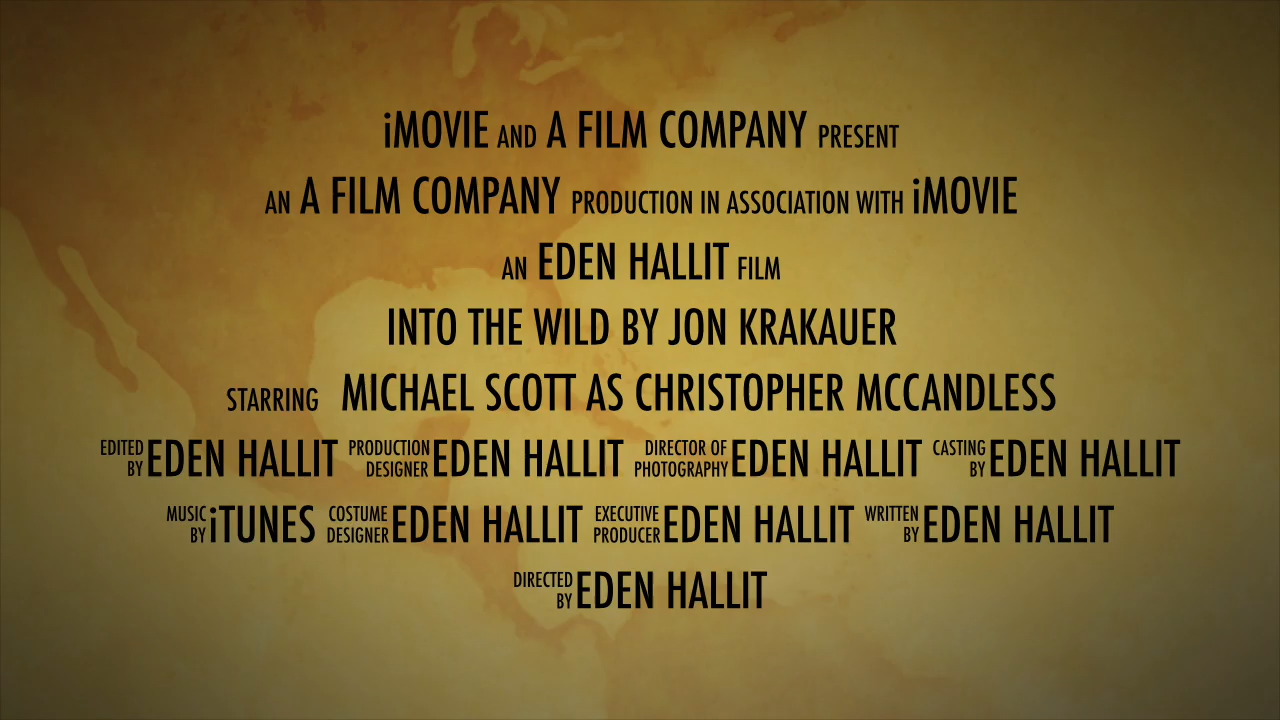 iMOVIE AND A FILM COMPANY PRESENT
AN A FILM COMPANY PRODUCTION IN ASSOCIATION WITH iMOVIE
AN EDEN HALLIT FILM
INTO THE WILD BY JON KRAKAUER
STARRING MICHAEL SCOTT AS CHRISTOPHER MCCANDLESS
EDITED BY EDEN HALLIT PRODUCTION DESIGNER EDEN HALLIT DIRECTOR OF PHOTOGRAPHY EDEN HALLIT CASTING BY EDEN HALLIT
MUSIC BY iTUNES COSTUME DESIGNER EDEN HALLIT EXECUTIVE PRODUCER EDEN HALLIT WRITTEN BY EDEN HALLIT
DIRECTED BY EDEN HALLIT